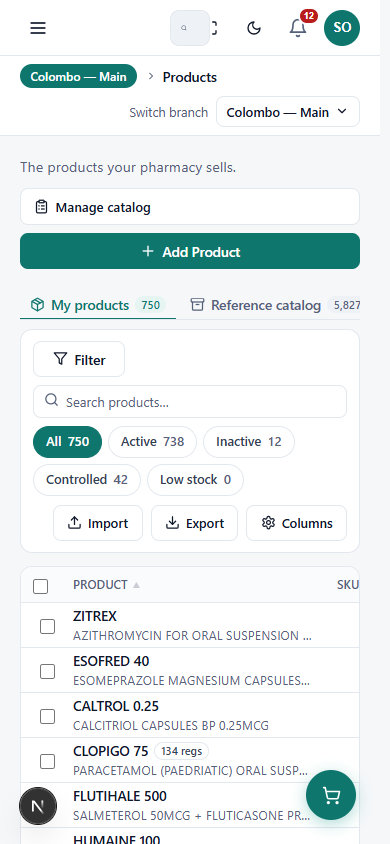 12
SO
Colombo — Main
Products
Switch branch
Colombo — Main
The products your pharmacy sells.
Manage catalog
Add Product
My products 750
Reference catalog 5,827
Filter
Search products...
All 750
Active 738
Inactive 12
Controlled 42
Low stock 0
Import
Export
Columns
PRODUCT
SKU
ZITREX
AZITHROMYCIN FOR ORAL SUSPENSION ...
ESOFRED 40
ESOMEPRAZOLE MAGNESIUM CAPSULES...
CALTROL 0.25
CALCITRIOL CAPSULES BP 0.25MCG
CLOPIGO 75 134 regs
PARACETAMOL (PAEDRIATIC) ORAL SUSP...
FLUTIHALE 500
SALMETEROL 50MCG + FLUTICASONE PR...
N
HUMAINE 100